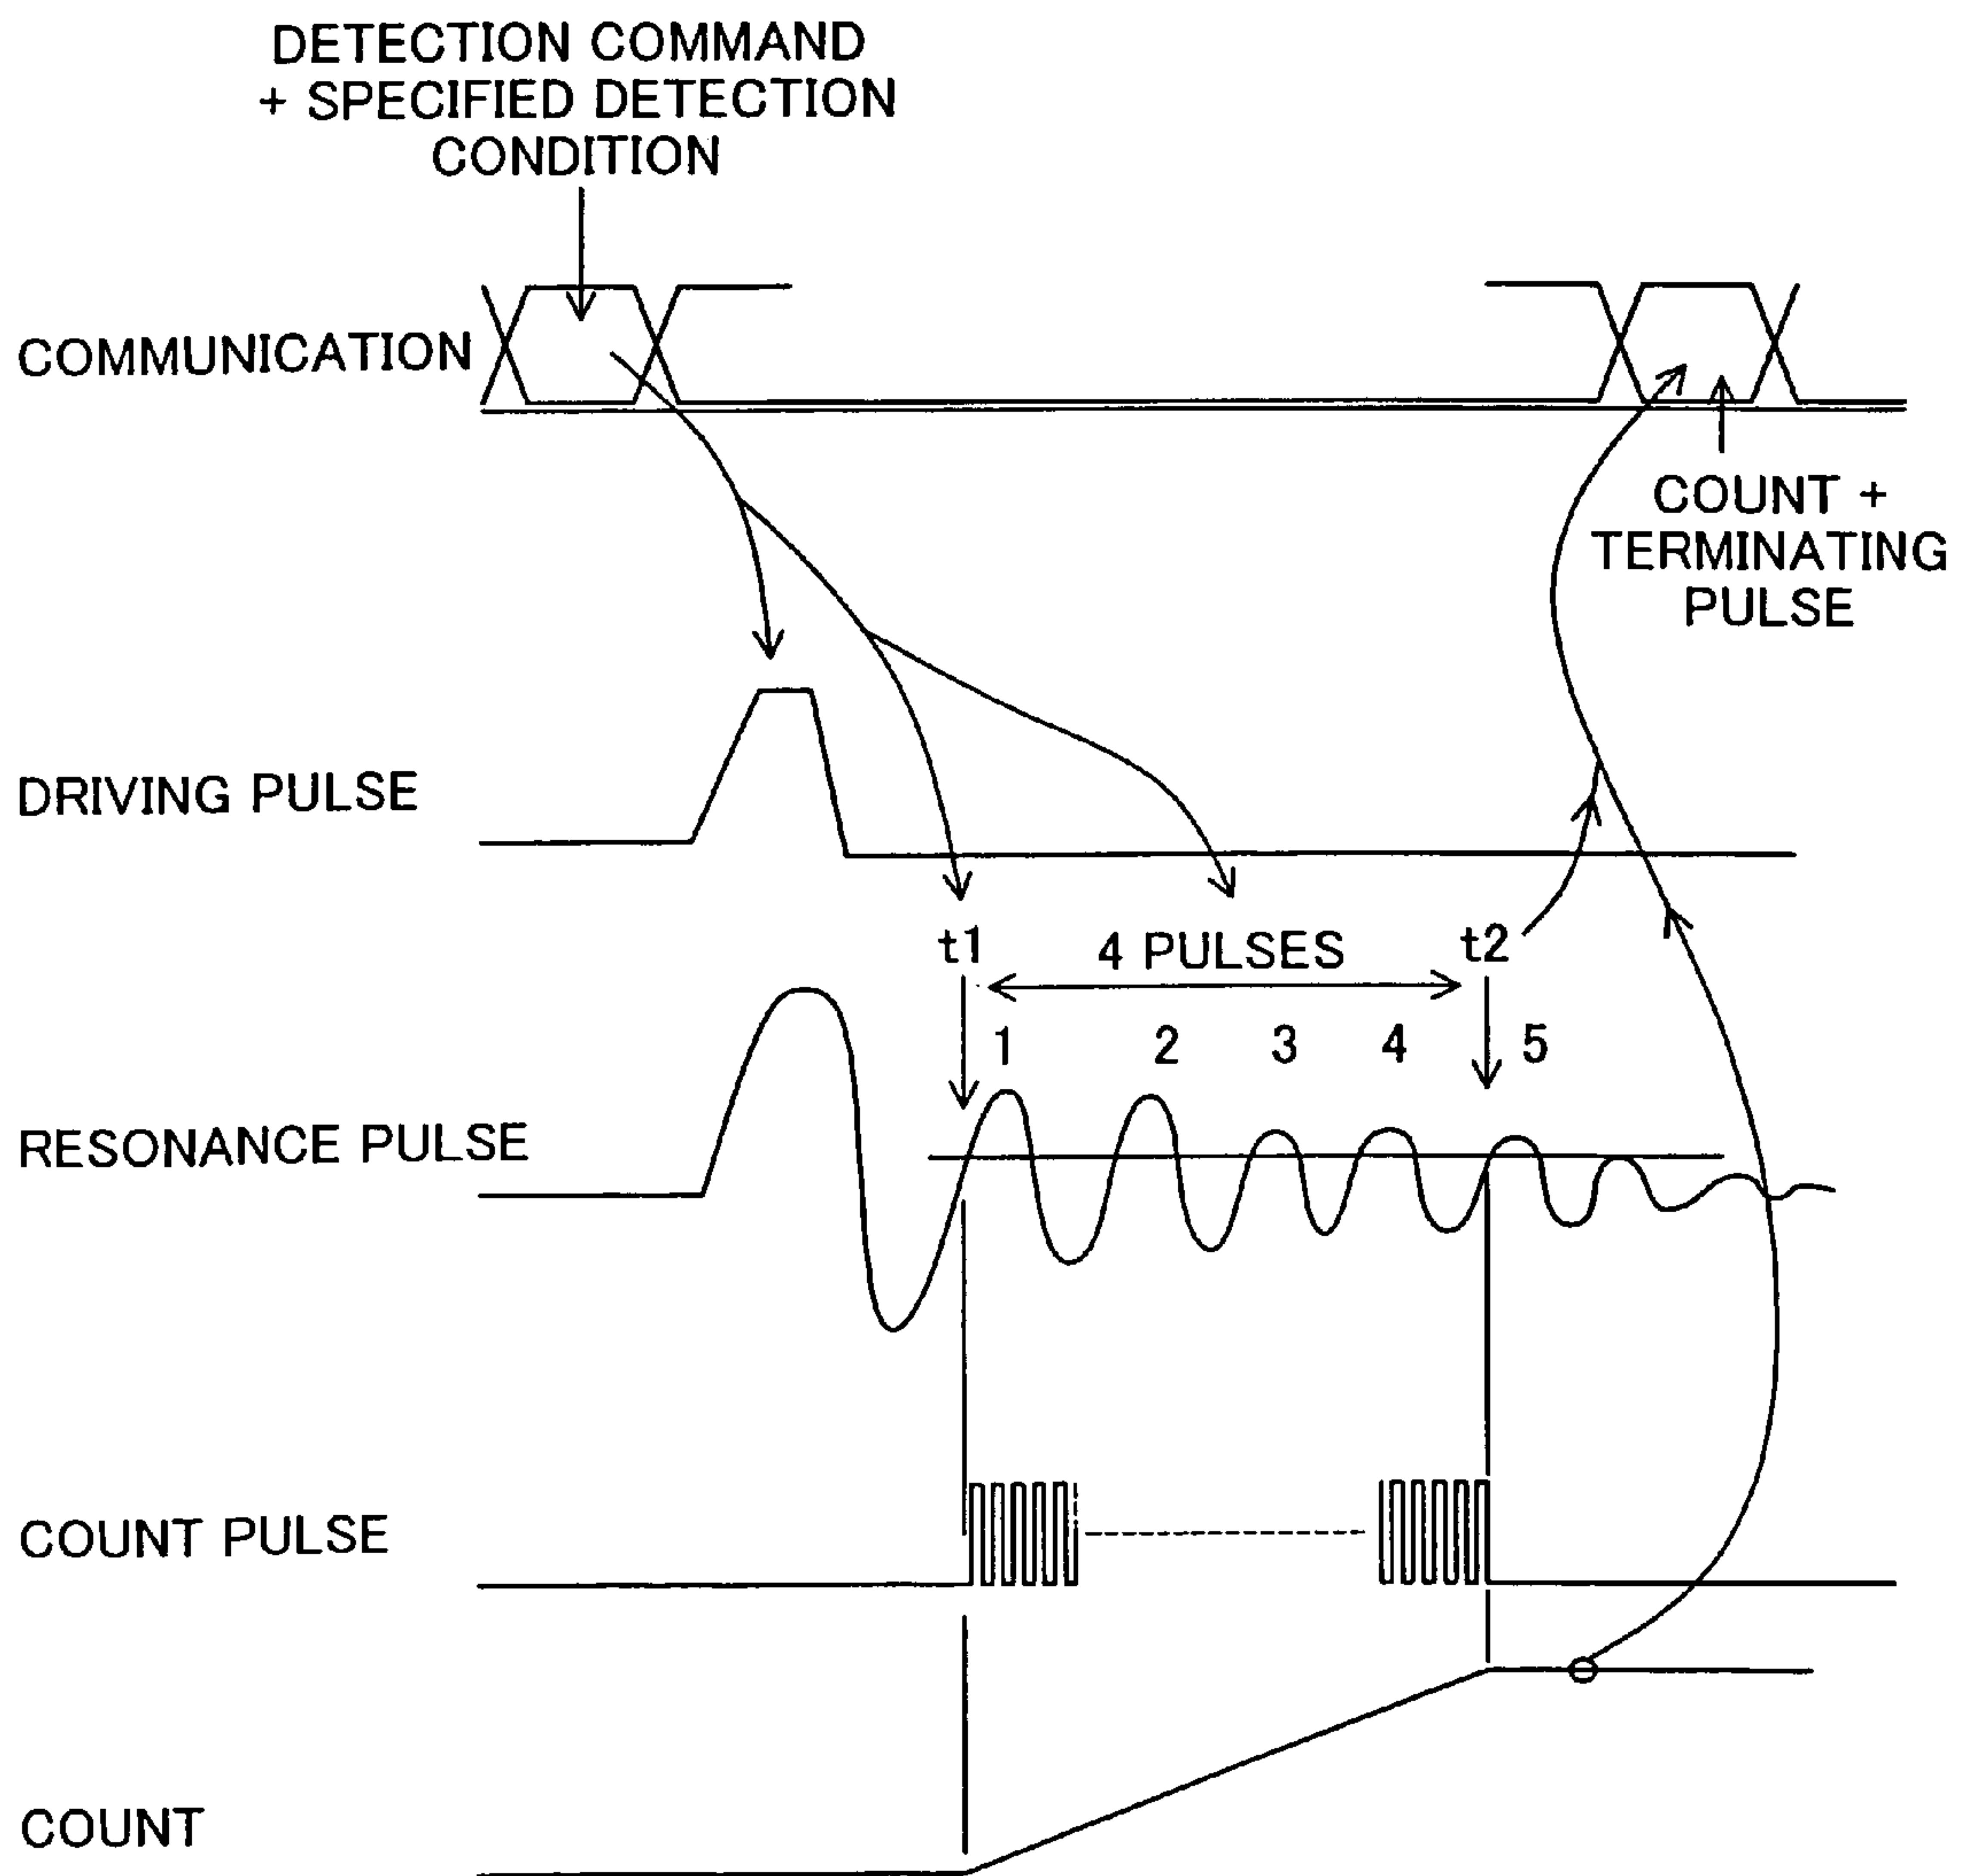 DETECTION COMMAND
+ SPECIFIED DETECTION
CONDITION
COMMUNICATION
COUNT +
TERMINATING
PULSE
DRIVING PULSE
t1
4 PULSES
t2
1
2
3
4
5
RESONANCE PULSE
COUNT PULSE
COUNT